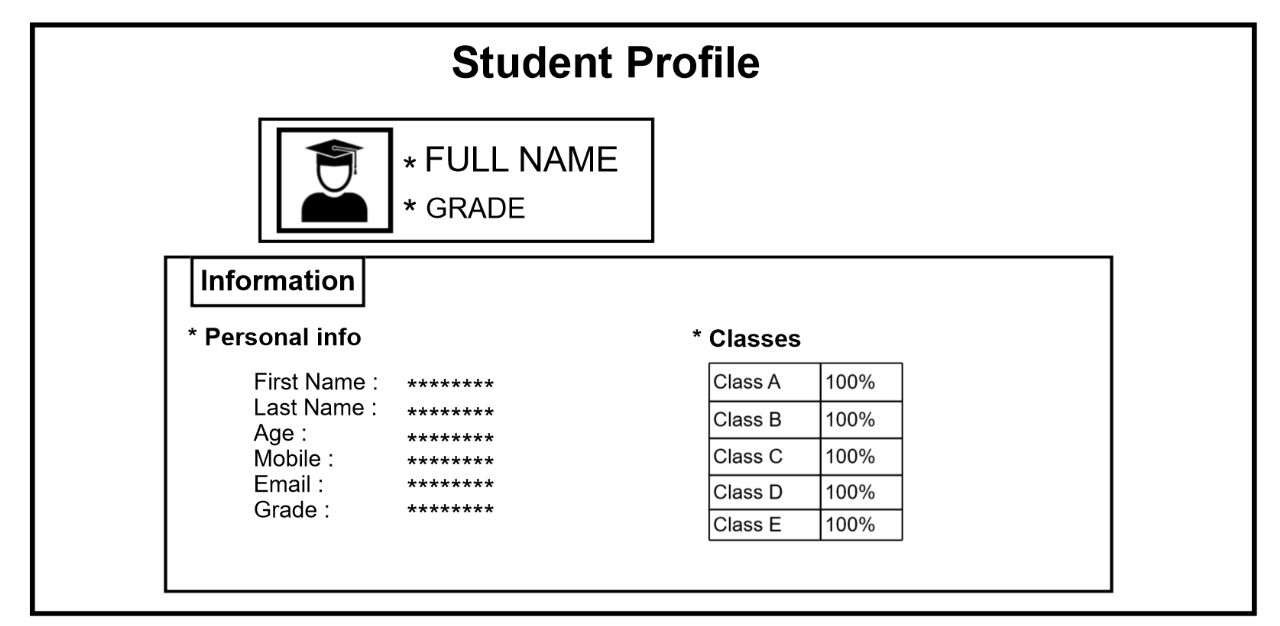 Student Profile
* FULL NAME
* GRADE
Information
* Personal info
First Name : ********
Last Name : ********
Age : ********
Mobile : ********
Email : ********
Grade : ********
* Classes
Class A 100%
Class B 100%
Class C 100%
Class D 100%
Class E 100%